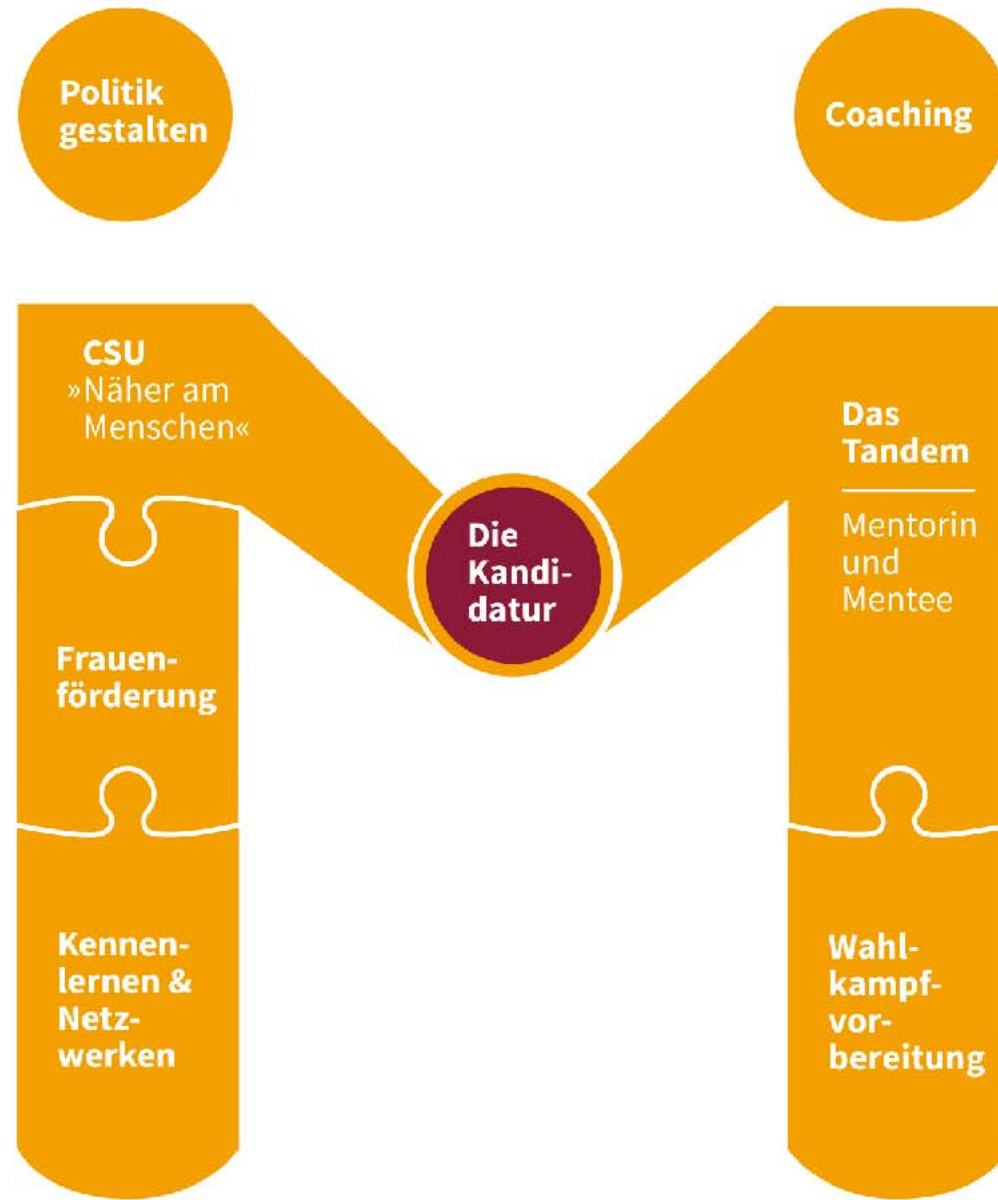 Politik
gestalten
Coaching
CSU
»Näher am
Menschen«
Das
Tandem
Mentorin
und
Mentee
Die
Kandi-
datur
Frauen-
förderung
Kennen-
lernen &
Netz-
werken
Wahl-
kampf-
vor-
bereitung